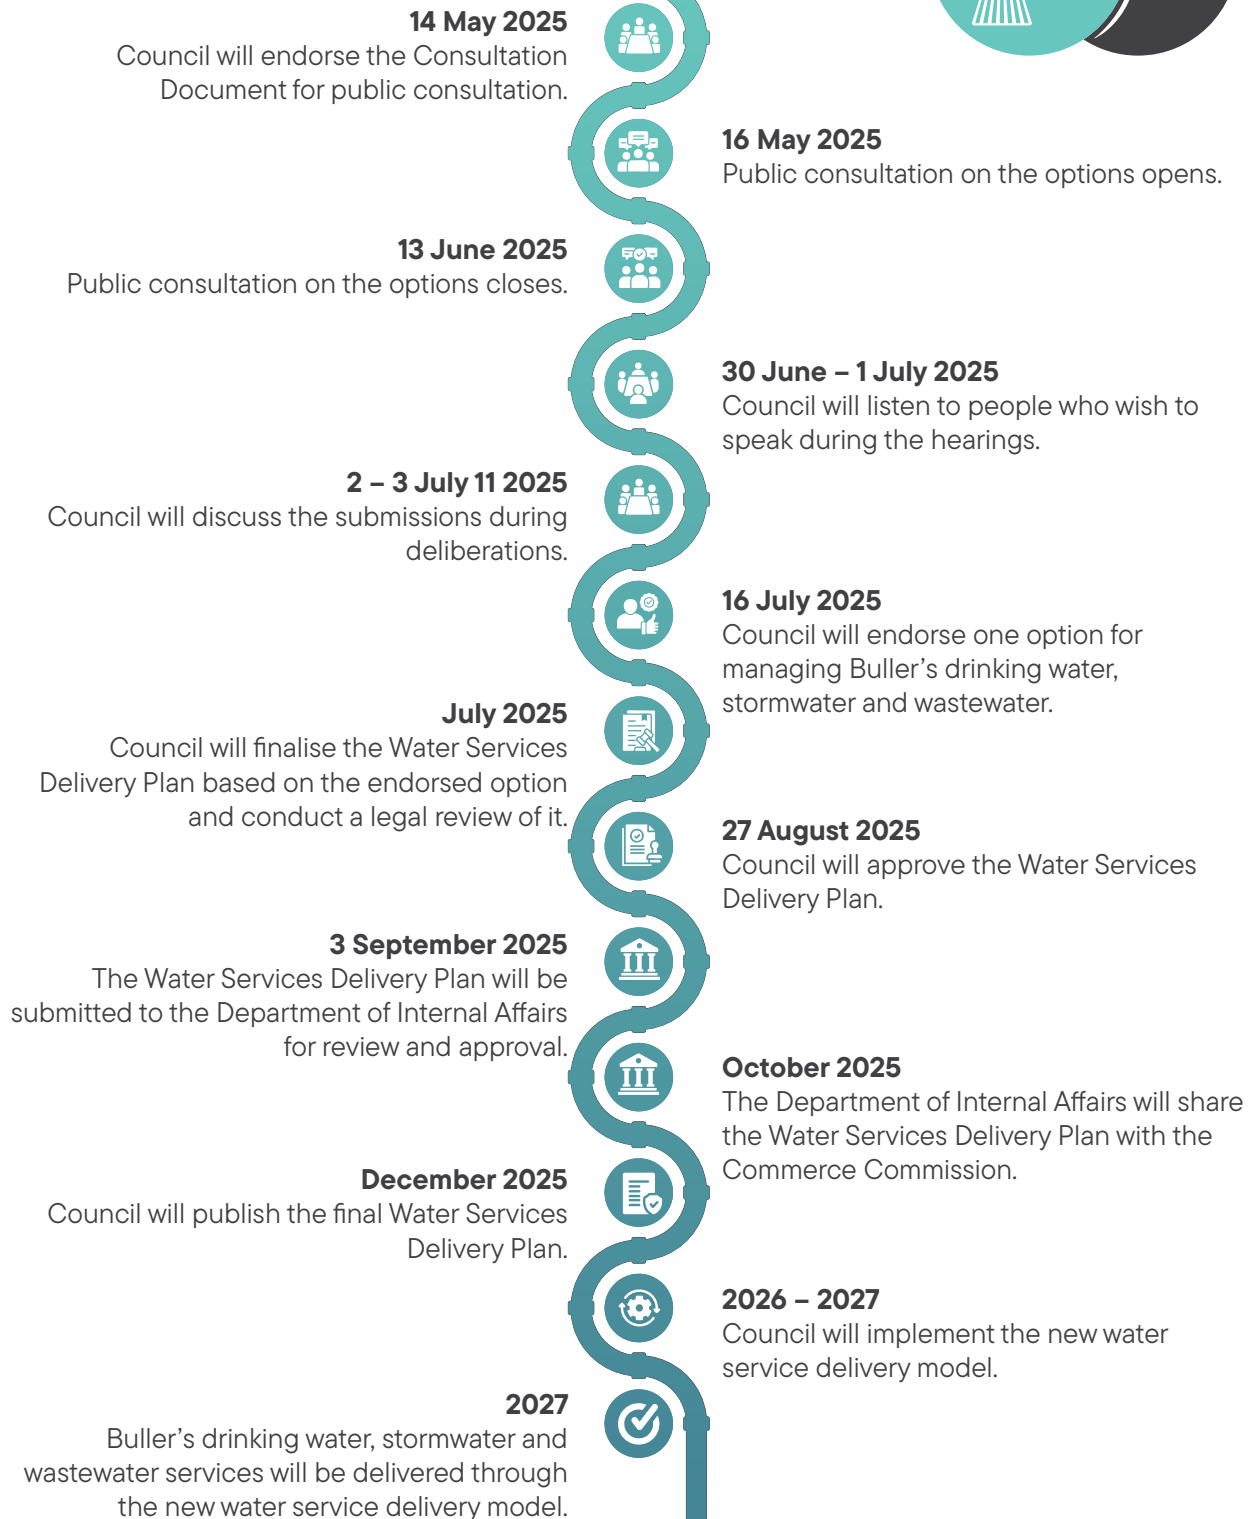 14 May 2025
Council will endorse the Consultation
Document for public consultation.
16 May 2025
Public consultation on the options opens.
13 June 2025
Public consultation on the options closes.
30 June – 1 July 2025
Council will listen to people who wish to
speak during the hearings.
2 – 3 July 11 2025
Council will discuss the submissions during
deliberations.
16 July 2025
Council will endorse one option for
managing Buller’s drinking water,
stormwater and wastewater.
July 2025
Council will finalise the Water Services
Delivery Plan based on the endorsed option
and conduct a legal review of it.
27 August 2025
Council will approve the Water Services
Delivery Plan.
3 September 2025
The Water Services Delivery Plan will be
submitted to the Department of Internal Affairs
for review and approval.
October 2025
The Department of Internal Affairs will share
the Water Services Delivery Plan with the
Commerce Commission.
December 2025
Council will publish the final Water Services
Delivery Plan.
2026 – 2027
Council will implement the new water
service delivery model.
2027
Buller’s drinking water, stormwater and
wastewater services will be delivered through
the new water service delivery model.